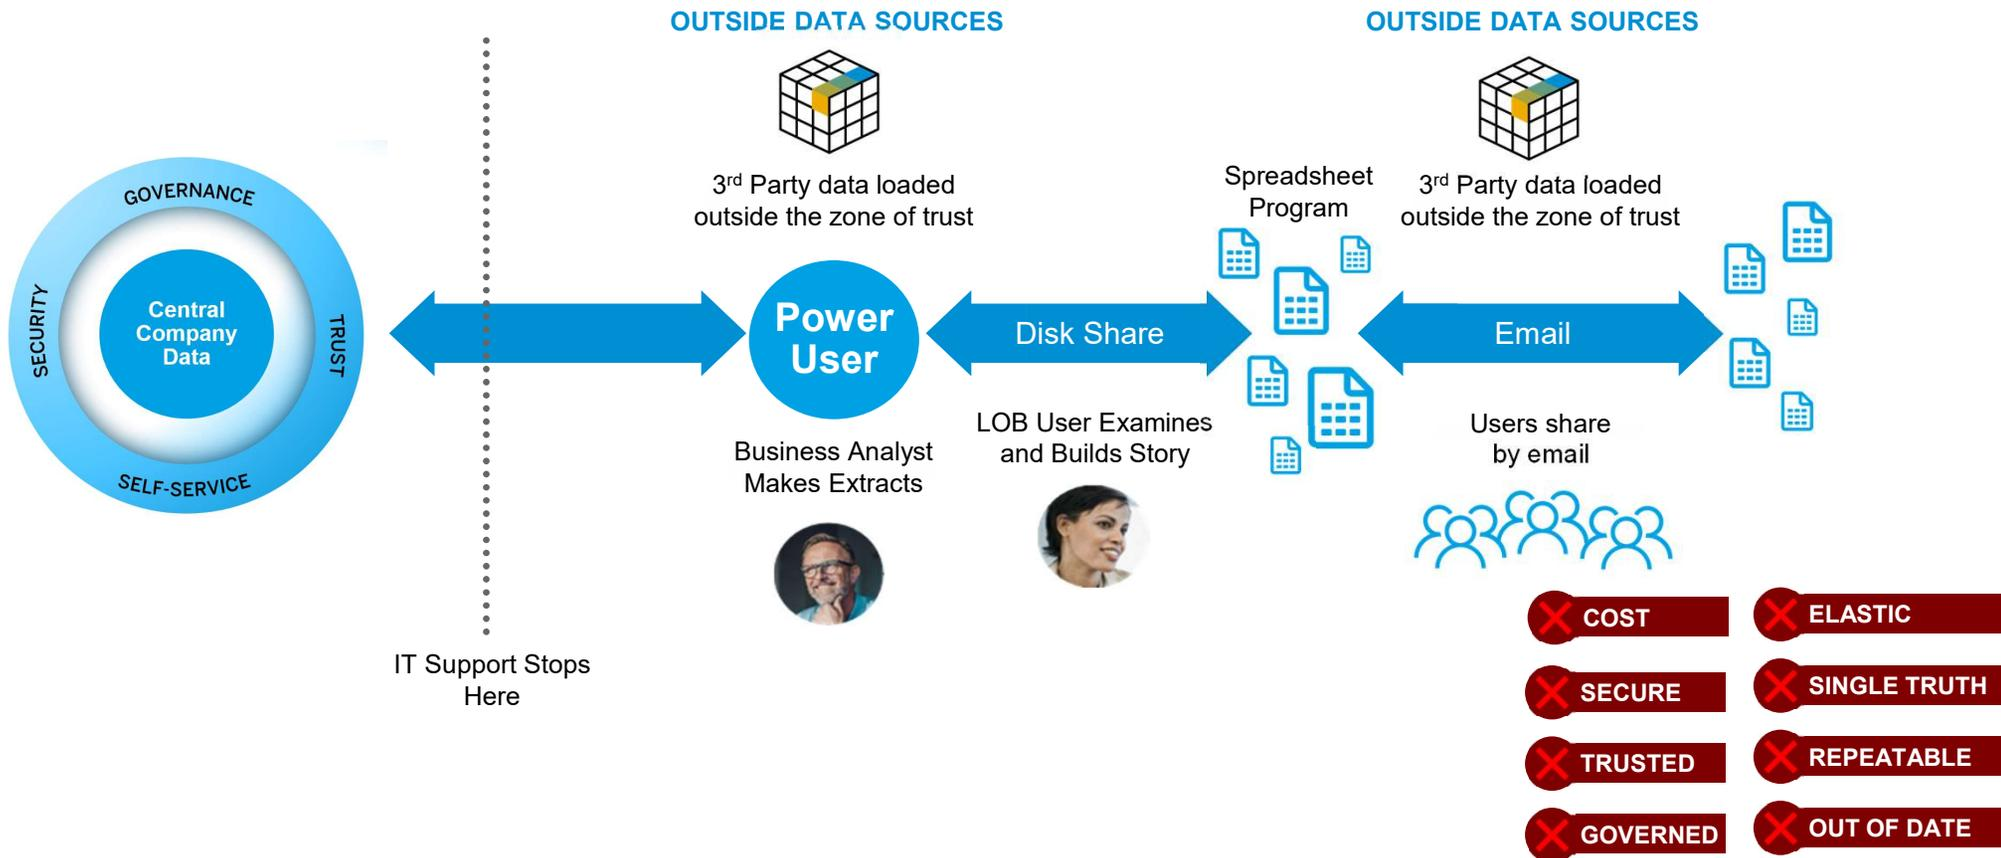 OUTSIDE DATA SOURCES
OUTSIDE DATA SOURCES
3rd Party data loaded
outside the zone of trust
Spreadsheet
Program
3rd Party data loaded
outside the zone of trust
GOVERNANCE
SECURITY
TRUST
SELF-SERVICE
Central
Company
Data
Power
User
Disk Share
Email
Business Analyst
Makes Extracts
LOB User Examines
and Builds Story
Users share
by email
IT Support Stops
Here
COST
ELASTIC
SECURE
SINGLE TRUTH
TRUSTED
REPEATABLE
GOVERNED
OUT OF DATE